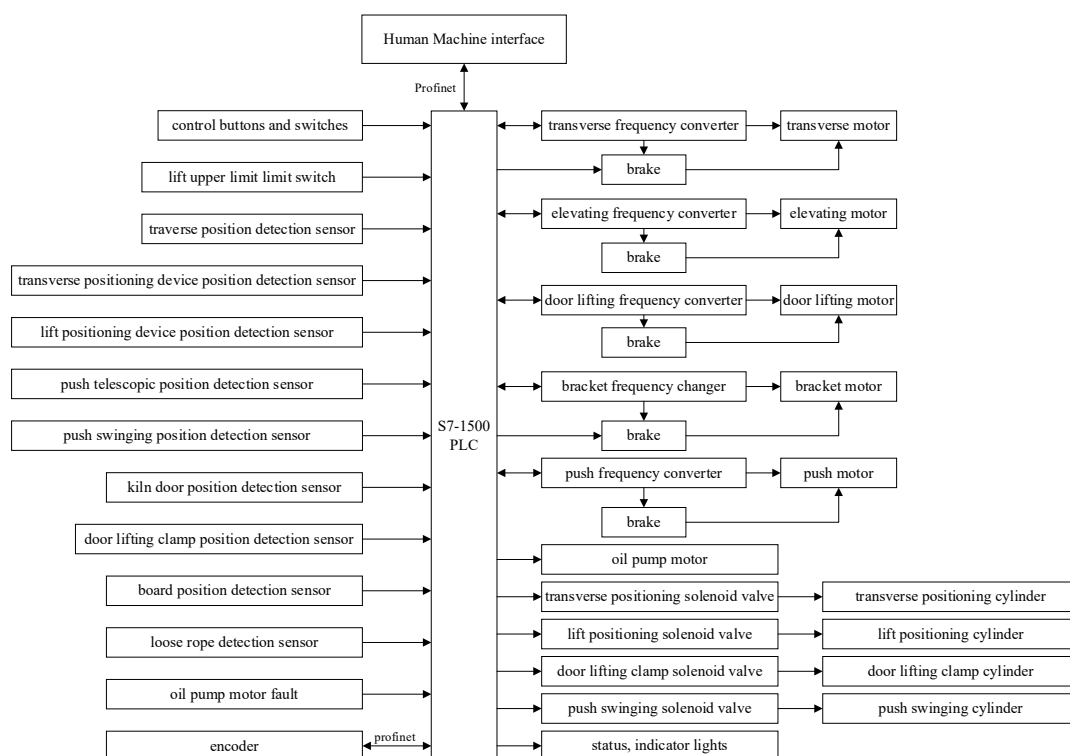 Human Machine interface
Profinet
control buttons and switches
lift upper limit limit switch
traverse position detection sensor
transverse positioning device position detection sensor
lift positioning device position detection sensor
push telescopic position detection sensor
push swinging position detection sensor
kiln door position detection sensor
door lifting clamp position detection sensor
board position detection sensor
loose rope detection sensor
oil pump motor fault
encoder
profinet
S7-1500
PLC
transverse frequency converter
transverse motor
brake
elevating frequency converter
elevating motor
brake
door lifting frequency converter
door lifting motor
brake
bracket frequency changer
bracket motor
brake
push frequency converter
push motor
brake
oil pump motor
transverse positioning solenoid valve
transverse positioning cylinder
lift positioning solenoid valve
lift positioning cylinder
door lifting clamp solenoid valve
door lifting clamp cylinder
push swinging solenoid valve
push swinging cylinder
status, indicator lights